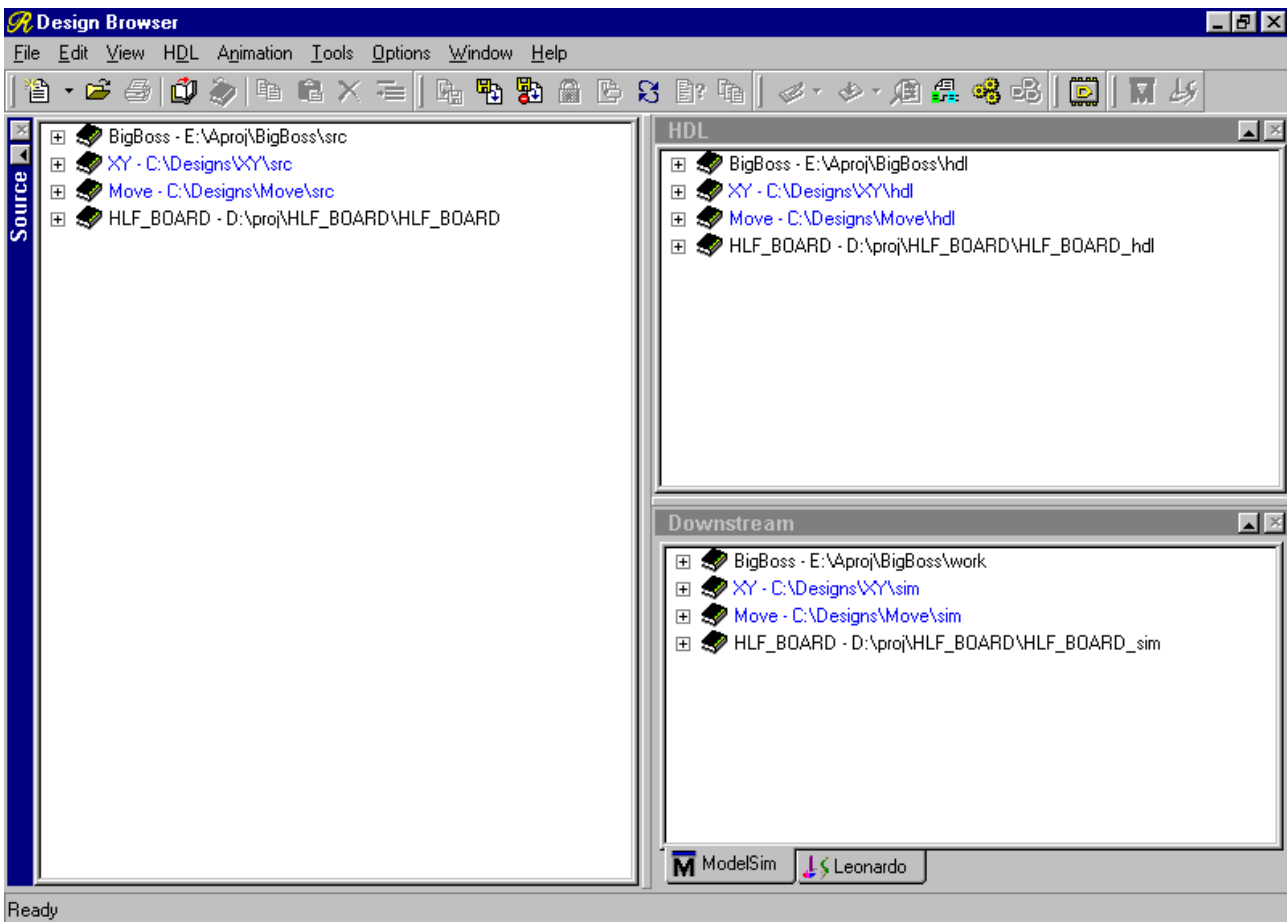 Design Browser
File Edit View HDL Animation Tools Options Window Help
Source
BigBoss - E:\Aproj\BigBoss\src
XY - C:\Designs\XY\src
Move - C:\Designs\Move\src
HLF_BOARD - D:\proj\HLF_BOARD\HLF_BOARD
HDL
BigBoss - E:\Aproj\BigBoss\hdl
XY - C:\Designs\XY\hdl
Move - C:\Designs\Move\hdl
HLF_BOARD - D:\proj\HLF_BOARD\HLF_BOARD_hdl
Downstream
BigBoss - E:\Aproj\BigBoss\work
XY - C:\Designs\XY\sim
Move - C:\Designs\Move\sim
HLF_BOARD - D:\proj\HLF_BOARD\HLF_BOARD_sim
ModelSim Leonardo
Ready